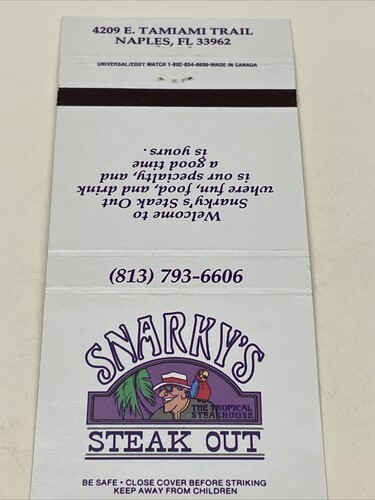 4209 E. TAMIAMI TRAIL
NAPLES, FL 33962
UNIVERSAL/EDDY MATCH 1-800-634-6636-MADE IN CANADA
Welcome to
Snarky's Steak Out
where fun, food, and drink
is our specialty, and
a good time
is yours.
(813) 793-6606
SNARKY'S
THE TROPICAL
STEAKHOUSE
STEAK OUT
BE SAFE • CLOSE COVER BEFORE STRIKING
KEEP AWAY FROM CHILDREN